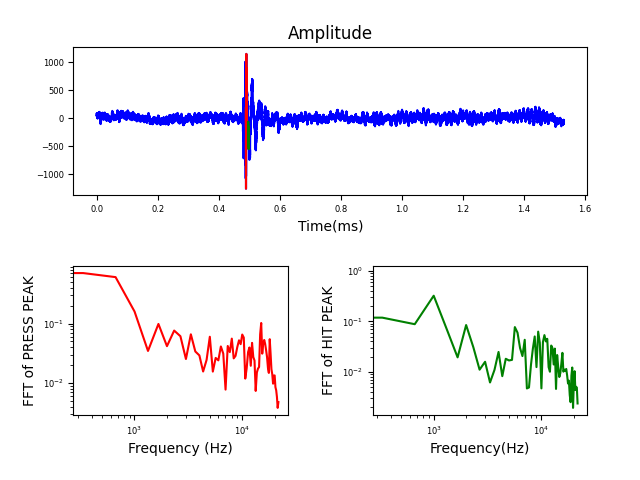 Amplitude
1000
500
0
−500
−1000
0.0 0.2 0.4 0.6 0.8 1.0 1.2 1.4 1.6
Time(ms)
FFT of PRESS PEAK
10⁻¹
10⁻²
10³ 10⁴
Frequency (Hz)
FFT of HIT PEAK
10⁰
10⁻¹
10⁻²
10³ 10⁴
Frequency(Hz)